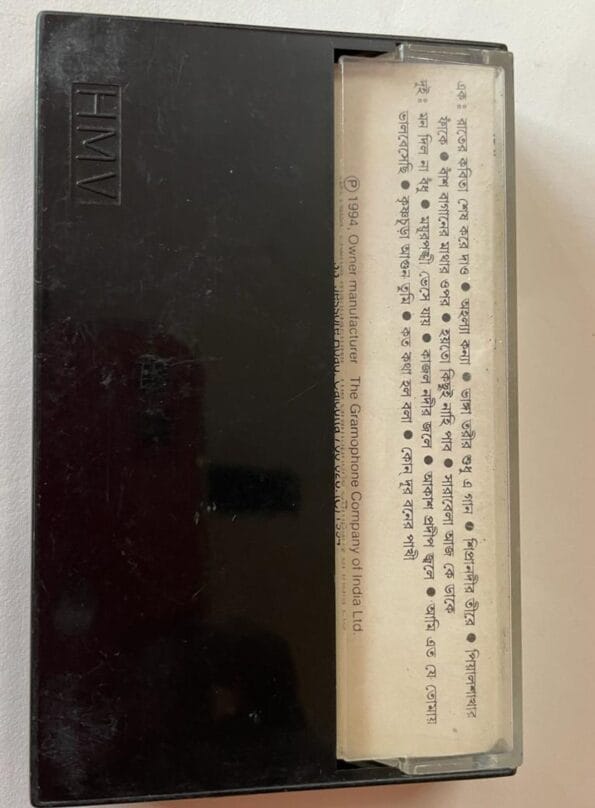 HMV
একঃ রাতের কবিতা শেষ করে দাও ● অহল্যা কন্যা ● ভাঙ্গা তরীর শুধু এ গান ● শিপ্রানদীর তীরে ● পিয়ালশাখার
ফাঁকে ● বাঁশ বাগানের মাথার ওপর ● হয়তো কিছুই নাহি পাব ● সারাবেলা আজ কে ডাকে
দুইঃ মন দিল না বঁধু ● ময়ূরপঙ্খী ভেসে যায় ● কাজল নদীর জলে ● আকাশ প্রদীপ জ্বলে ● আমি এত যে তোমায়
ভালবেসেছি ● কৃষ্ণচূড়া আগুন তুমি ● কত কথা হল বলা ● কোন্ দূর বনের পাখী
Ⓟ 1994, Owner manufacturer The Gramophone Company of India Ltd.